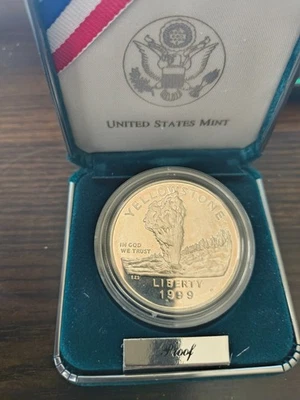 UNITED STATES MINT
YELLOWSTONE
IN GOD
WE TRUST
LIBERTY
1999
Proof